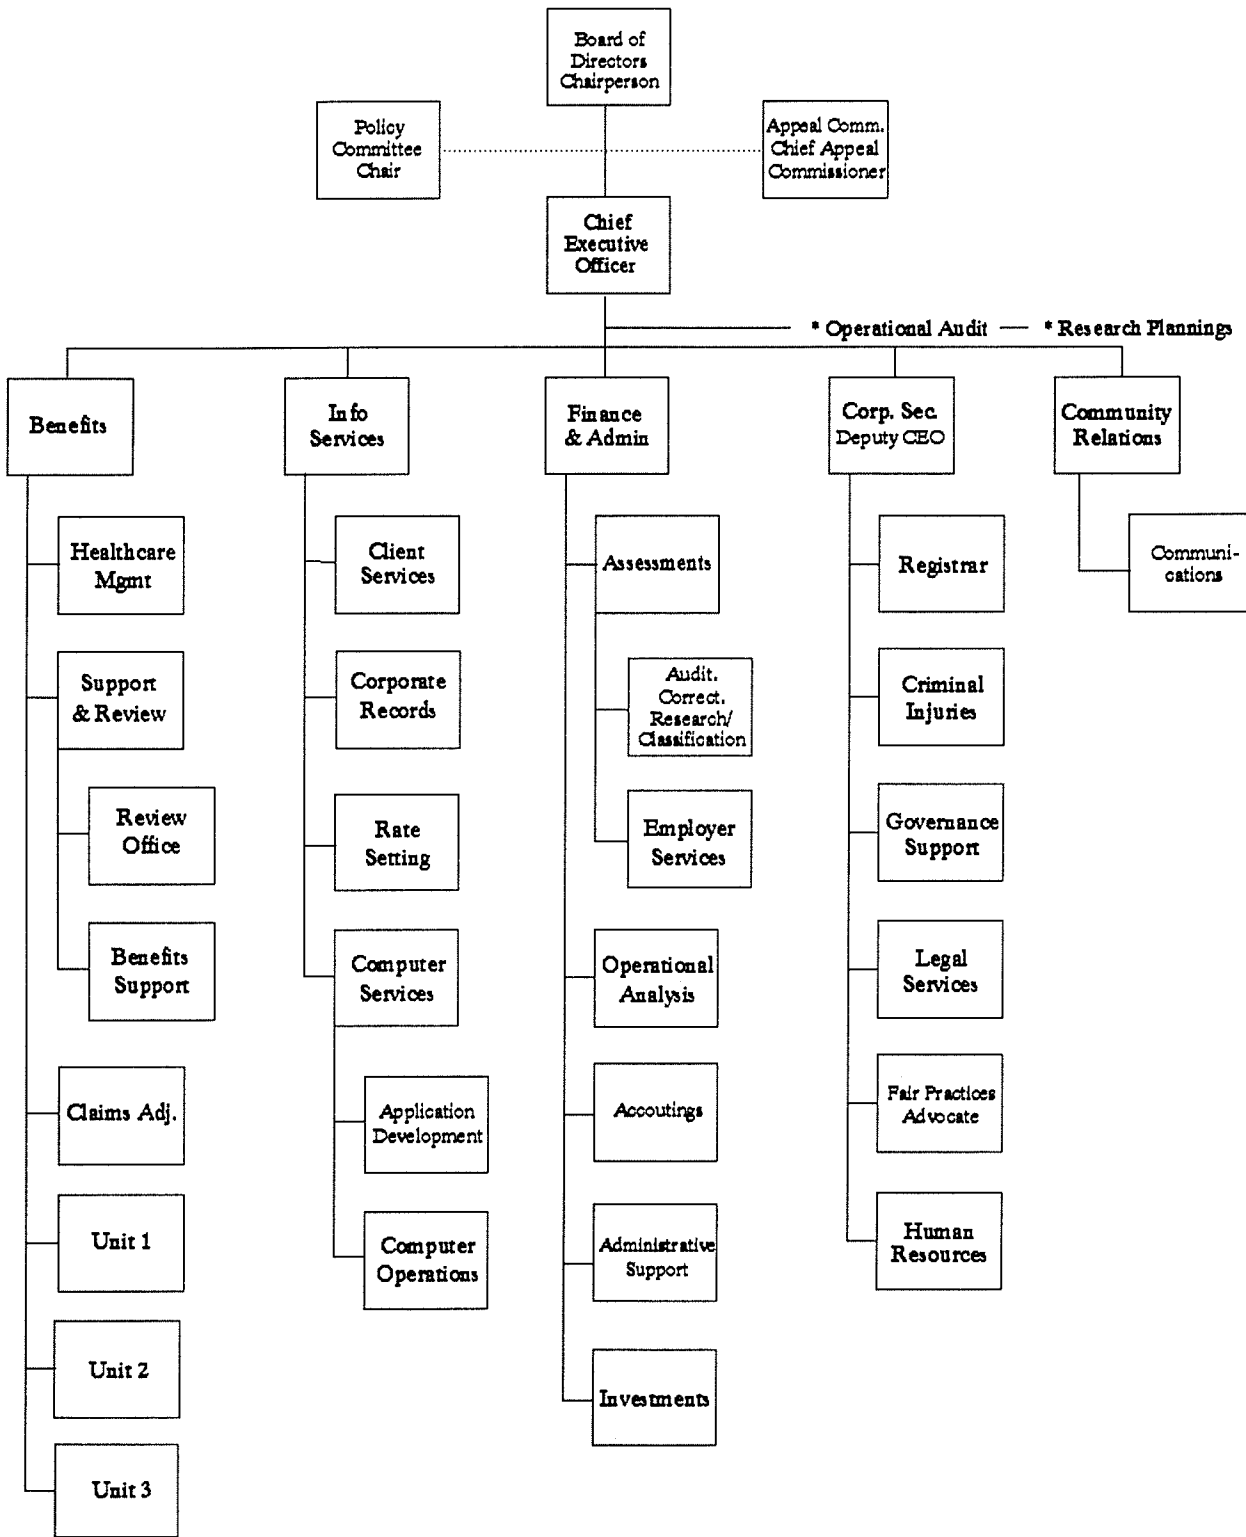 Board of
Directors
Chairperson
Policy
Committee
Chair
Appeal Comm.
Chief Appeal
Commissioner
Chief
Executive
Officer
* Operational Audit
* Research Plannings
Benefits
Info
Services
Finance
& Admin
Corp. Sec.
Deputy CEO
Community
Relations
Healthcare
Mgmt
Support
& Review
Review
Office
Benefits
Support
Claims Adj.
Unit 1
Unit 2
Unit 3
Client
Services
Corporate
Records
Rate
Setting
Computer
Services
Application
Development
Computer
Operations
Assessments
Audit.
Correct.
Research/
Classification
Employer
Services
Operational
Analysis
Accoutings
Administrative
Support
Investments
Registrar
Criminal
Injuries
Governance
Support
Legal
Services
Fair Practices
Advocate
Human
Resources
Communi-
cations